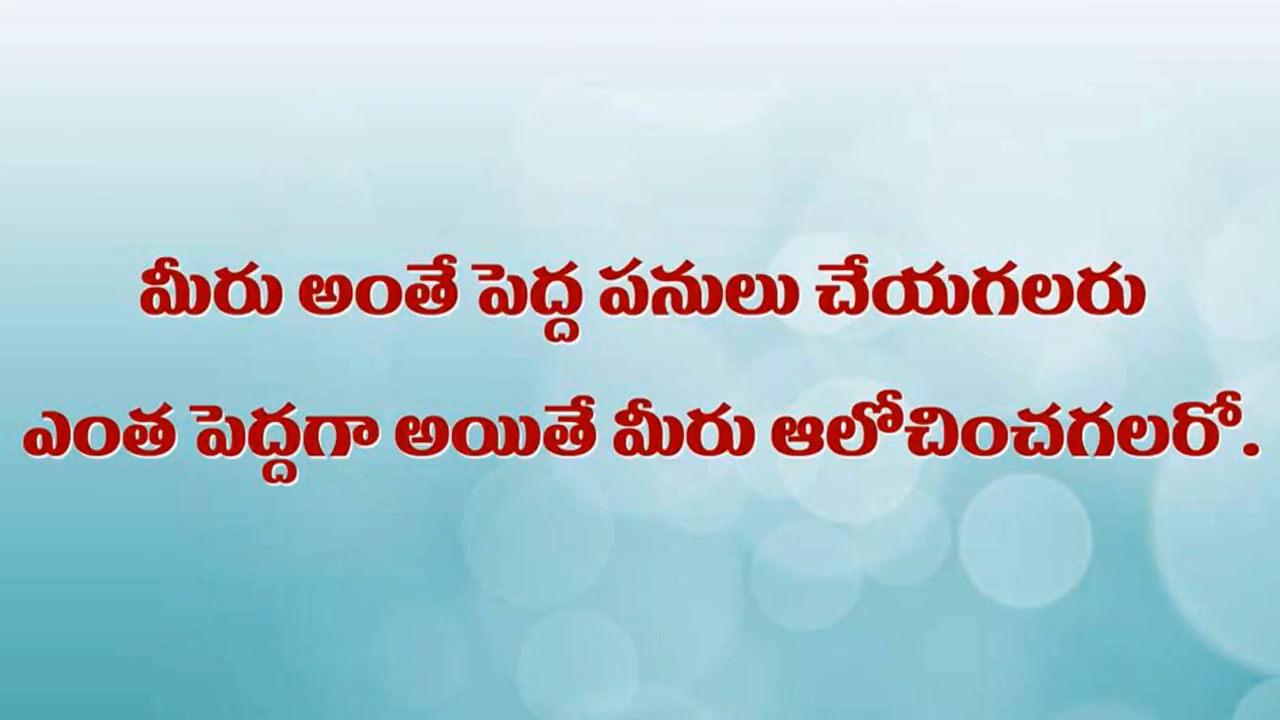 మీరు అంతే పెద్ద పనులు చేయగలరు
ఎంత పెద్దగా అయితే మీరు ఆలోచించగలరో.